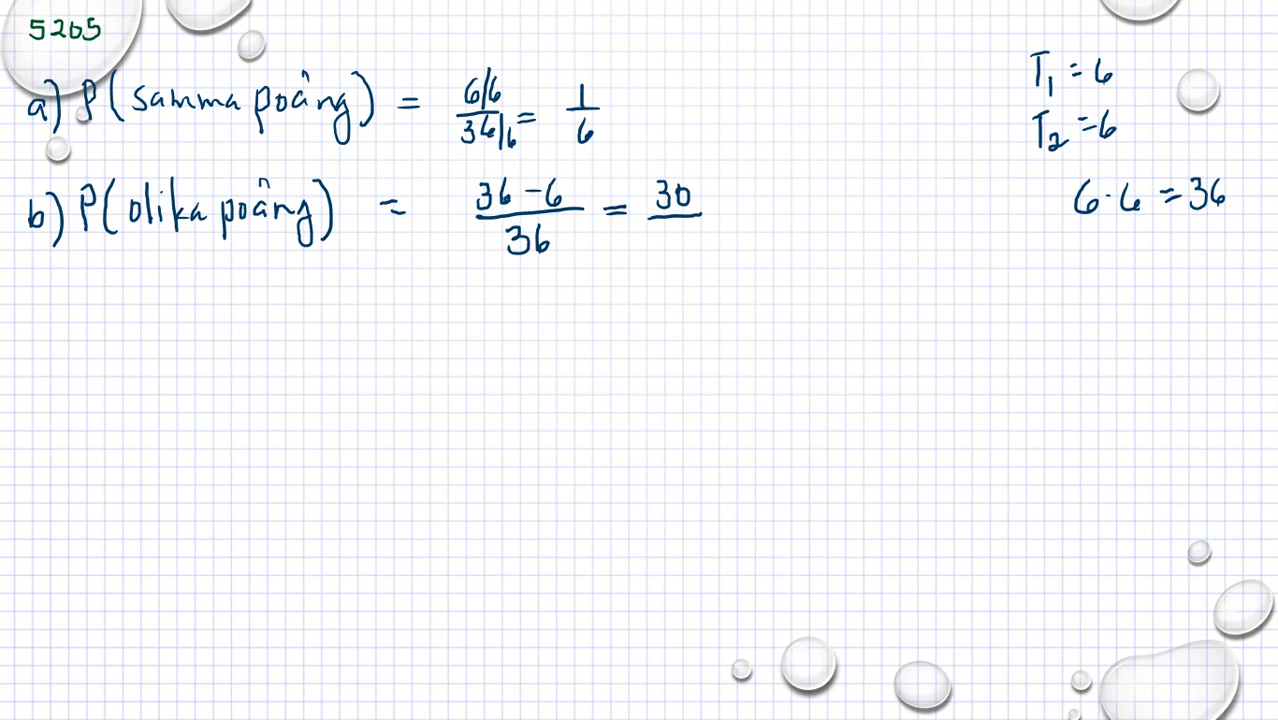 5205
a) P(samma poäng) = 6/6 / 36/6 = 1/6
b) P(olika poäng) = 36-6 / 36 = 30
T₁ = 6
T₂ = 6
6·6 = 36